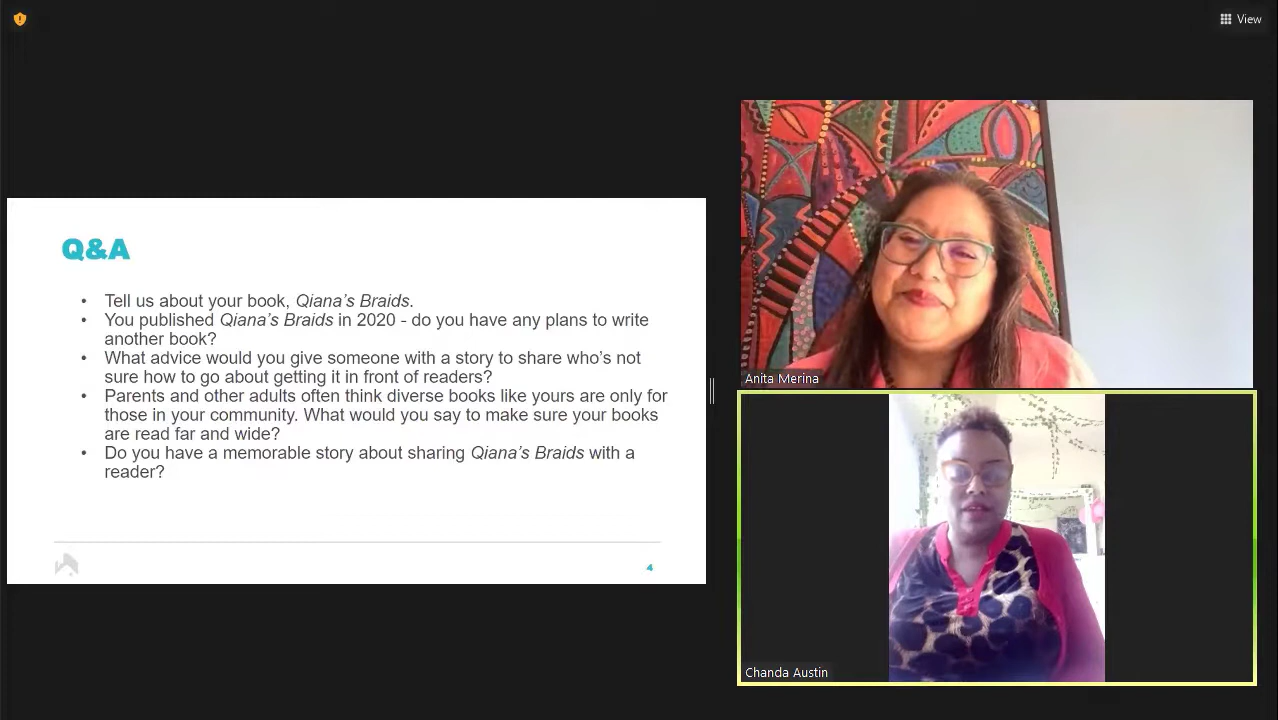 View
Q&A
• Tell us about your book, Qiana's Braids.
• You published Qiana's Braids in 2020 - do you have any plans to write
another book?
• What advice would you give someone with a story to share who's not
sure how to go about getting it in front of readers?
• Parents and other adults often think diverse books like yours are only for
those in your community. What would you say to make sure your books
are read far and wide?
• Do you have a memorable story about sharing Qiana's Braids with a
reader?
4
Anita Merina
Chanda Austin